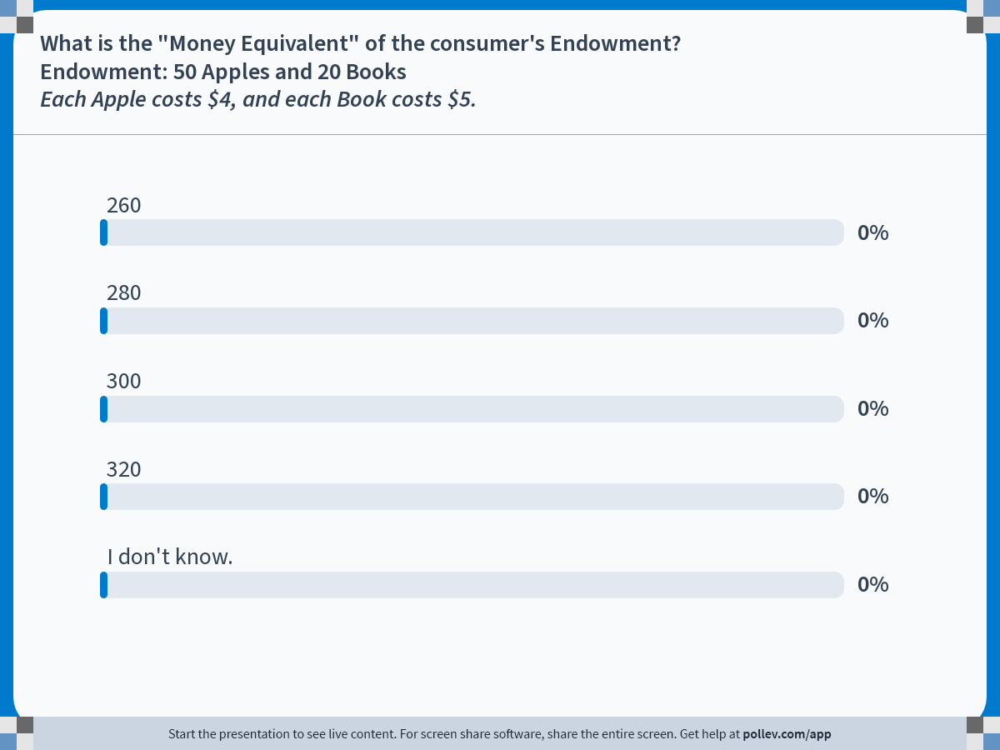 What is the "Money Equivalent" of the consumer's Endowment?
Endowment: 50 Apples and 20 Books
Each Apple costs $4, and each Book costs $5.
260
0%
280
0%
300
0%
320
0%
I don't know.
0%
Start the presentation to see live content. For screen share software, share the entire screen. Get help at pollev.com/app